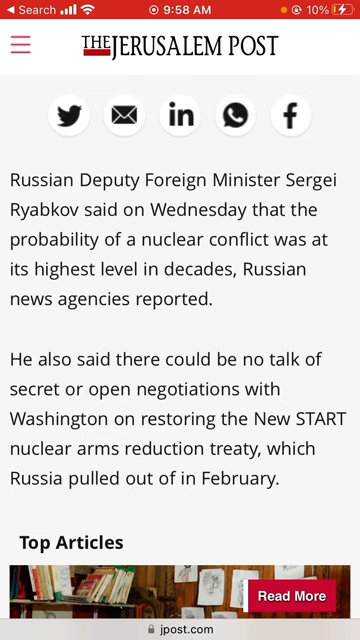 Search
9:58 AM
10%
THE JERUSALEM POST
in
f
Russian Deputy Foreign Minister Sergei
Ryabkov said on Wednesday that the
probability of a nuclear conflict was at
its highest level in decades, Russian
news agencies reported.
He also said there could be no talk of
secret or open negotiations with
Washington on restoring the New START
nuclear arms reduction treaty, which
Russia pulled out of in February.
Top Articles
Read More
jpost.com